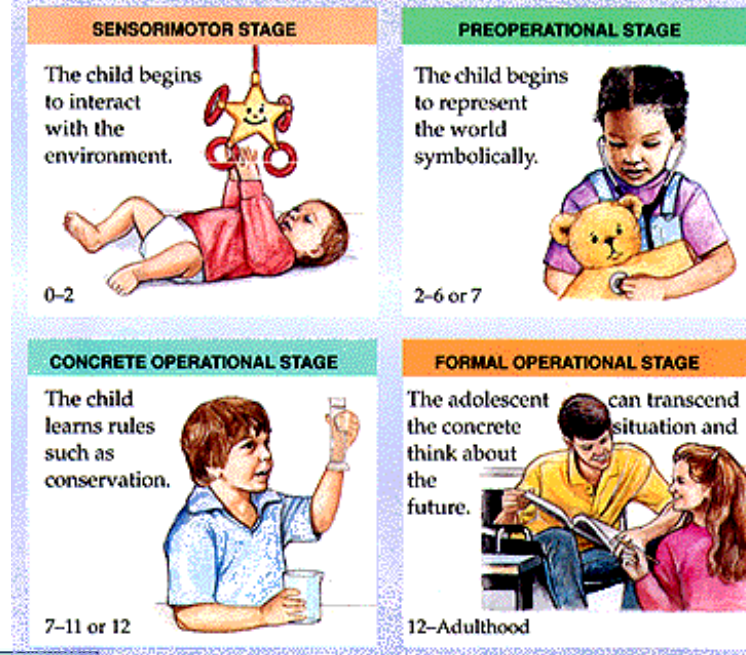 SENSORIMOTOR STAGE
The child begins
to interact
with the
environment.
0–2
PREOPERATIONAL STAGE
The child begins
to represent
the world
symbolically.
2–6 or 7
CONCRETE OPERATIONAL STAGE
The child
learns rules
such as
conservation.
7–11 or 12
FORMAL OPERATIONAL STAGE
The adolescent can transcend
the concrete situation and
think about
the
future.
12–Adulthood